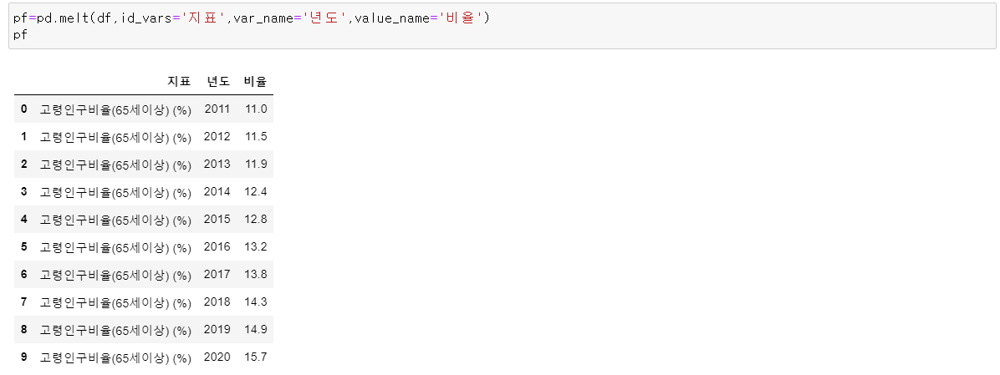 pf=pd.melt(df,id_vars='지표',var_name='년도',value_name='비율')
pf
지표 년도 비율
0 고령인구비율(65세이상) (%) 2011 11.0
1 고령인구비율(65세이상) (%) 2012 11.5
2 고령인구비율(65세이상) (%) 2013 11.9
3 고령인구비율(65세이상) (%) 2014 12.4
4 고령인구비율(65세이상) (%) 2015 12.8
5 고령인구비율(65세이상) (%) 2016 13.2
6 고령인구비율(65세이상) (%) 2017 13.8
7 고령인구비율(65세이상) (%) 2018 14.3
8 고령인구비율(65세이상) (%) 2019 14.9
9 고령인구비율(65세이상) (%) 2020 15.7